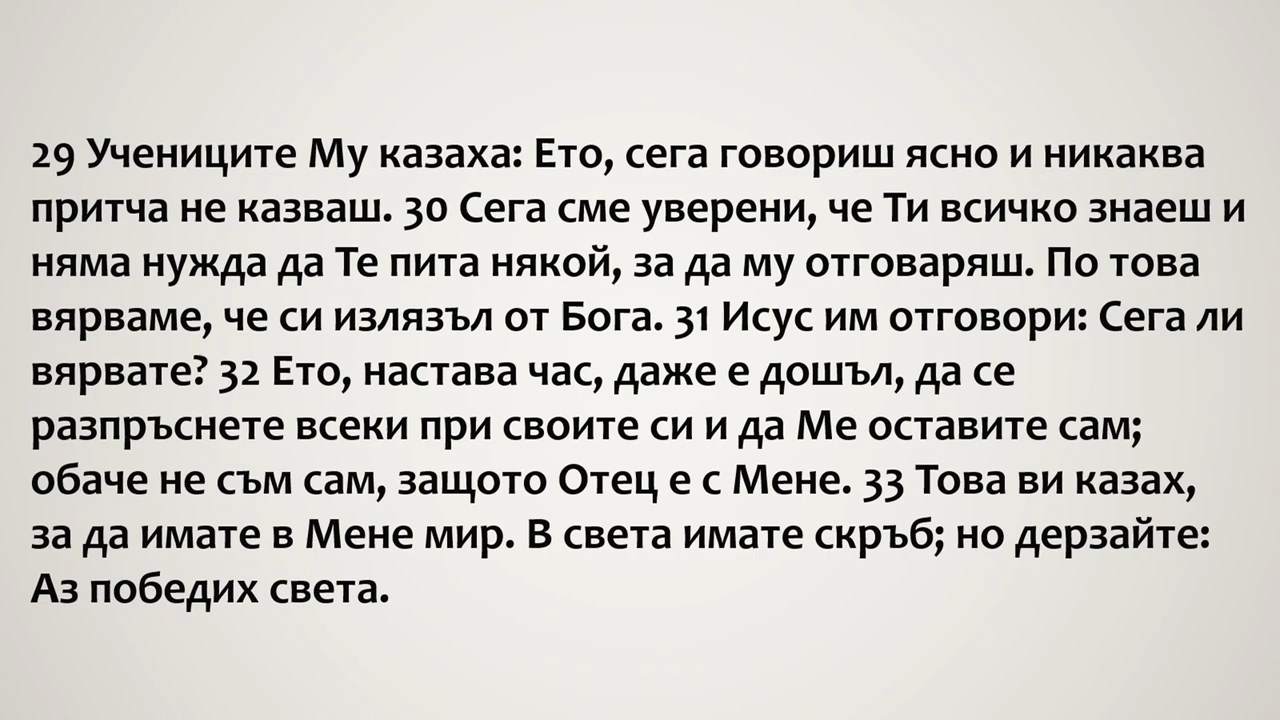 29 Учениците Му казаха: Ето, сега говориш ясно и никаква
притча не казваш. 30 Сега сме уверени, че Ти всичко знаеш и
няма нужда да Те пита някой, за да му отговаряш. По това
вярваме, че си излязъл от Бога. 31 Исус им отговори: Сега ли
вярвате? 32 Ето, настава час, даже е дошъл, да се
разпръснете всеки при своите си и да Ме оставите сам;
обаче не съм сам, защото Отец е с Мене. 33 Това ви казах,
за да имате в Мене мир. В света имате скръб; но дерзайте:
Аз победих света.